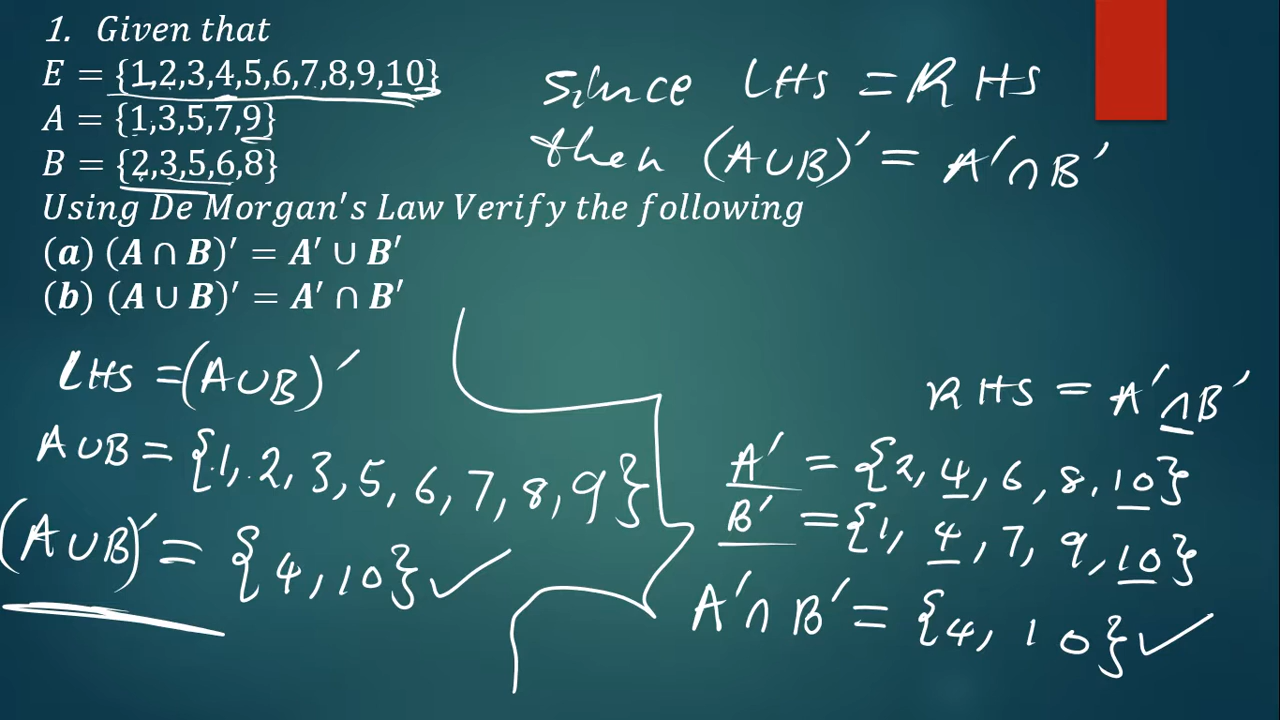 1. Given that
E = {1,2,3,4,5,6,7,8,9,10}
A = {1,3,5,7,9}
B = {2,3,5,6,8}
Using De Morgan's Law Verify the following
(a) (A ∩ B)′ = A′ ∪ B′
(b) (A ∪ B)′ = A′ ∩ B′
since LHS = RHS
then (A∪B)′ = A′∩B′
LHS = (A∪B)′
A∪B = {1, 2, 3, 5, 6, 7, 8, 9}
(A∪B)′ = {4, 10} ✓
RHS = A′∩B′
A′ = {2, 4, 6, 8, 10}
B′ = {1, 4, 7, 9, 10}
A′∩B′ = {4, 10} ✓